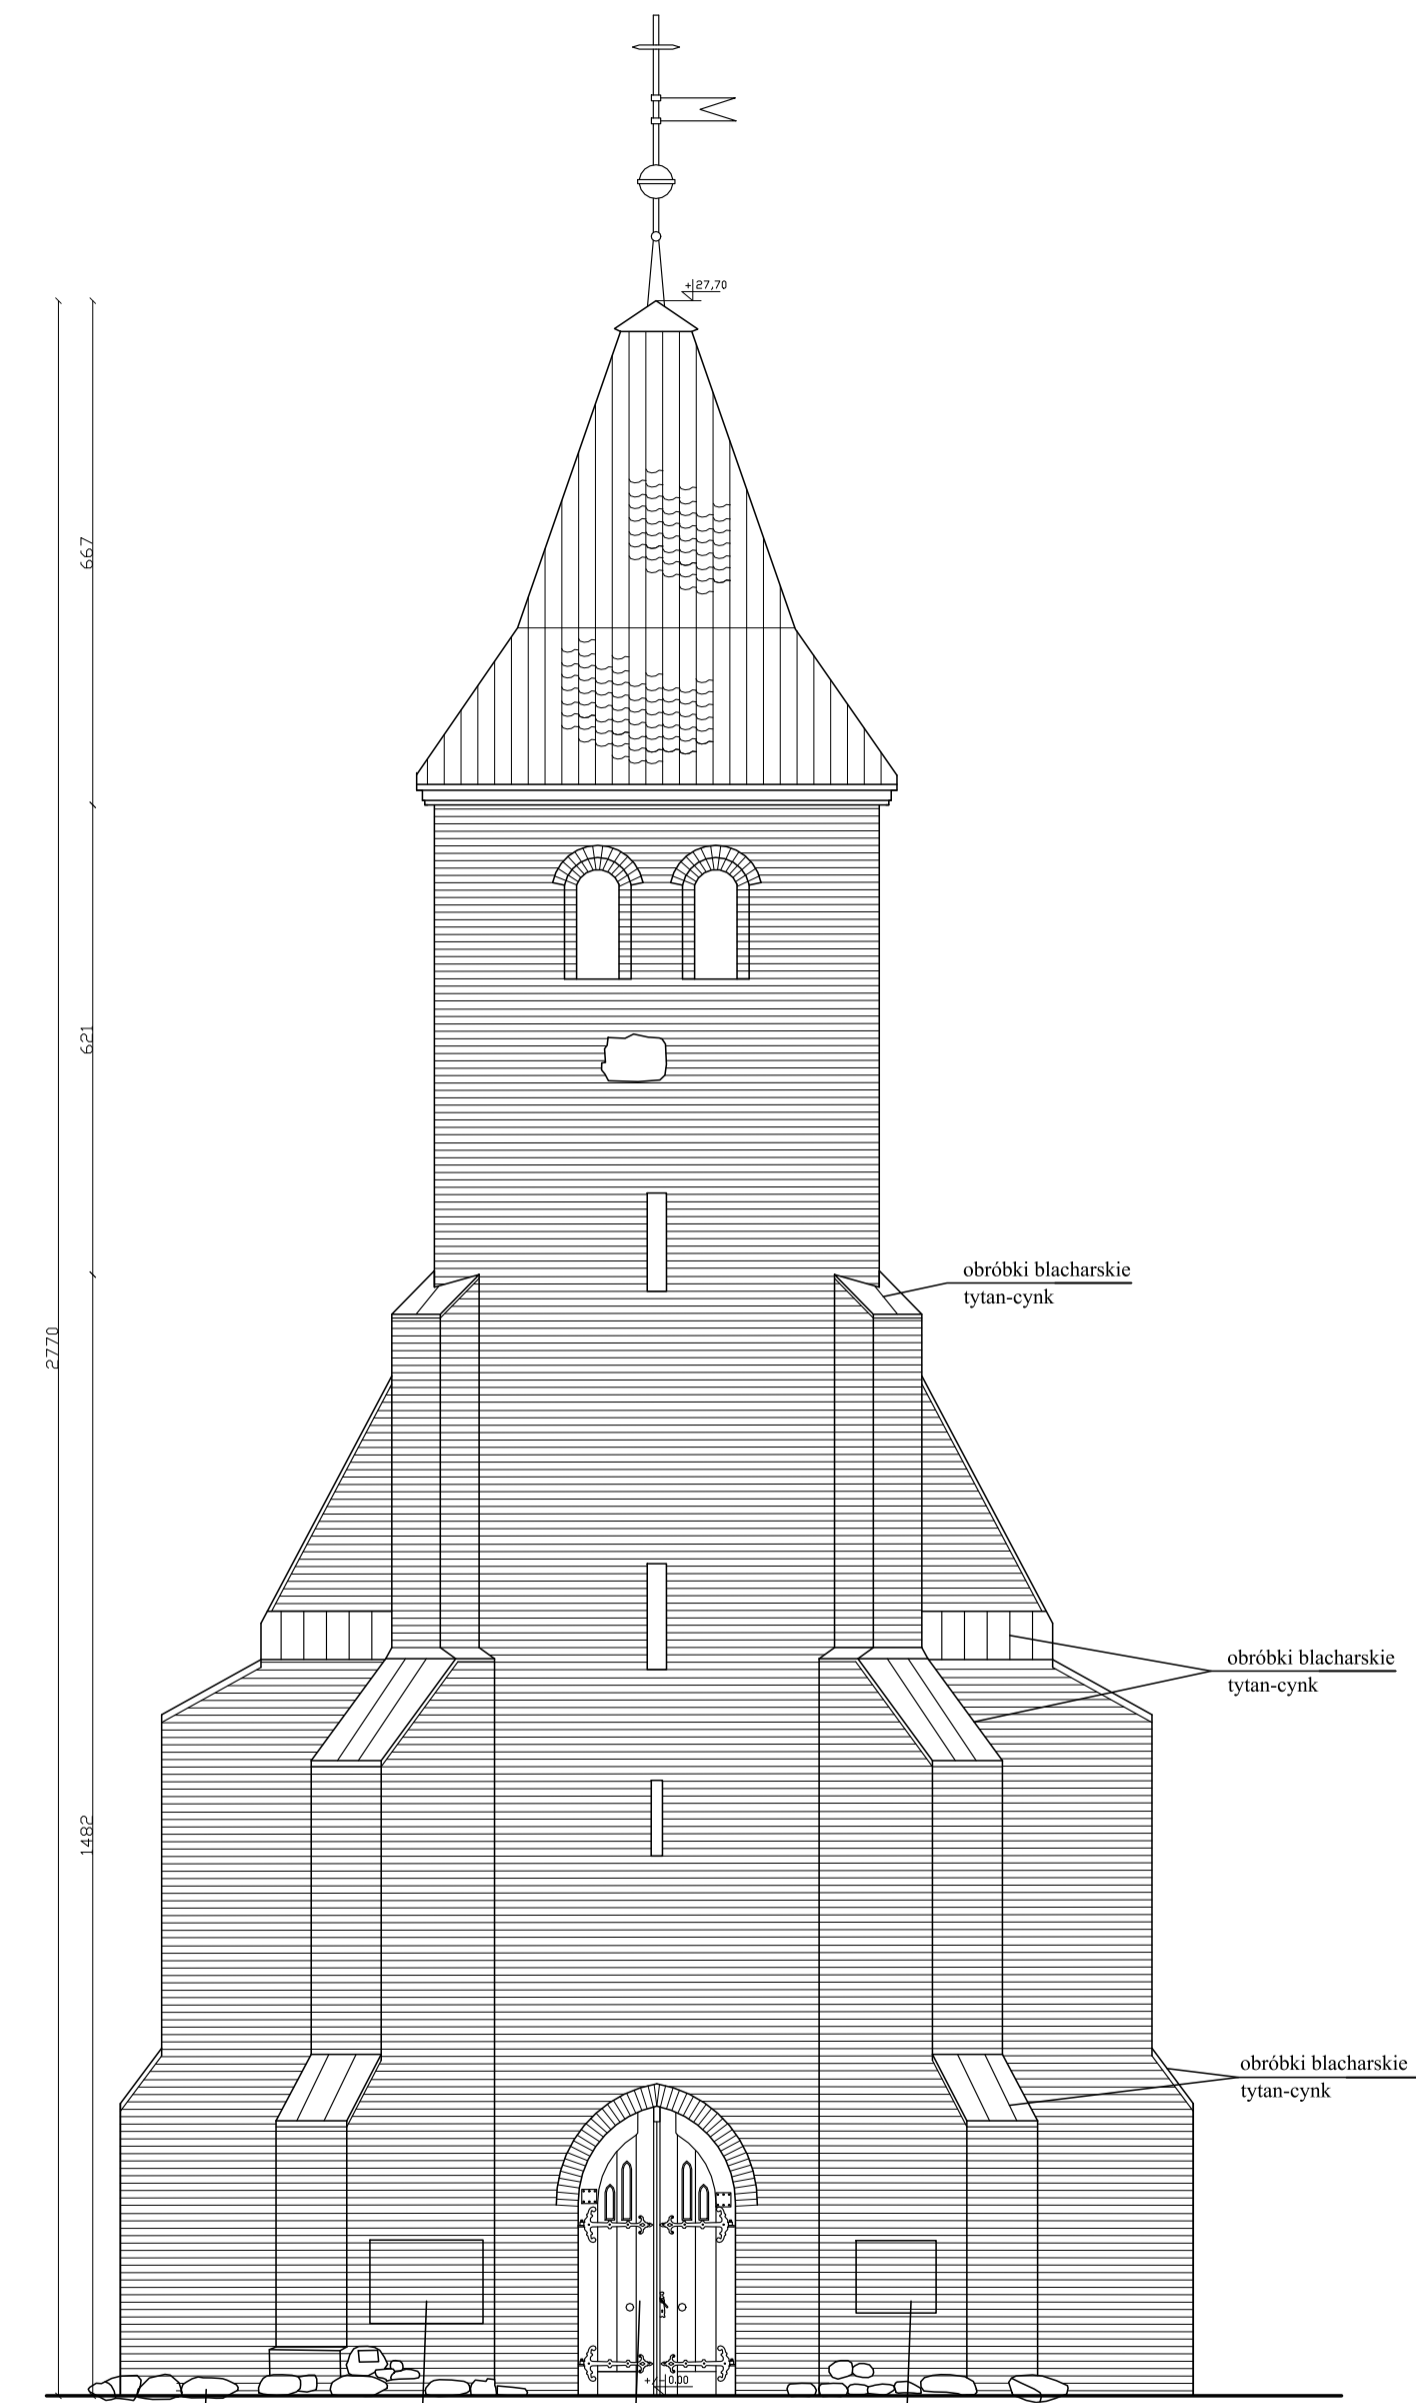 +27,70
667
621
obróbki blacharskie
tytan-cynk
2770
obróbki blacharskie
tytan-cynk
1482
obróbki blacharskie
tytan-cynk
+/-0.00